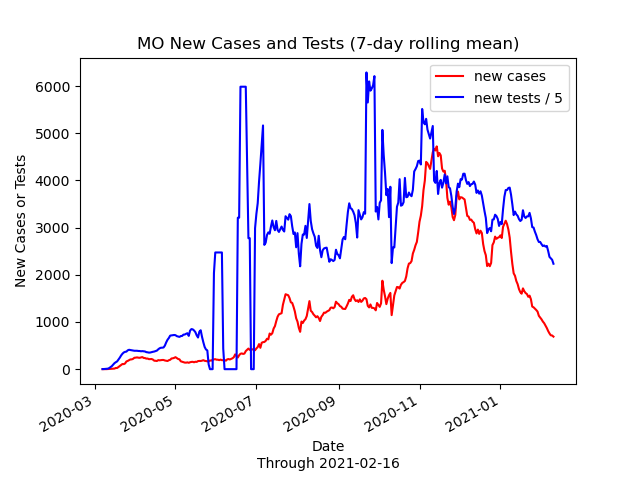 MO New Cases and Tests (7-day rolling mean)
new cases
new tests / 5
New Cases or Tests
6000
5000
4000
3000
2000
1000
0
2020-03
2020-05
2020-07
2020-09
2020-11
2021-01
Date
Through 2021-02-16